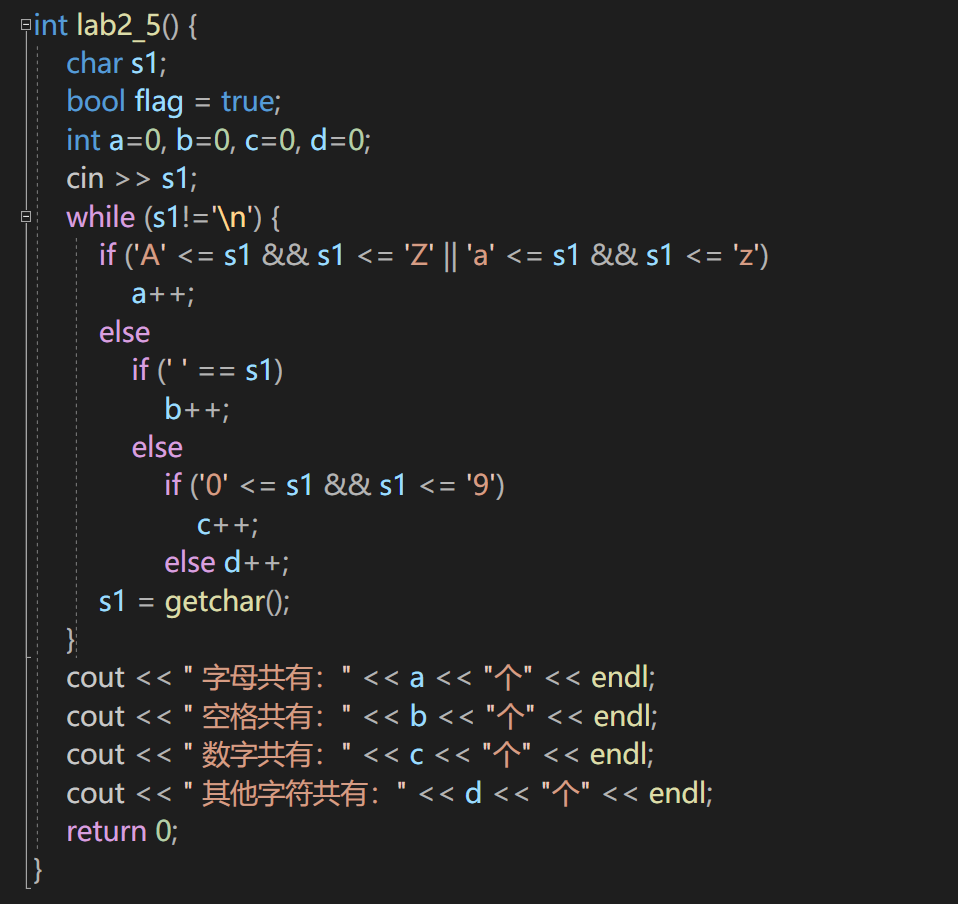 int lab2_5() {
char s1;
bool flag = true;
int a=0, b=0, c=0, d=0;
cin >> s1;
while (s1!='\n') {
if ('A' <= s1 && s1 <= 'Z' || 'a' <= s1 && s1 <= 'z')
a++;
else
if (' ' == s1)
b++;
else
if ('0' <= s1 && s1 <= '9')
c++;
else d++;
s1 = getchar();
}
cout << " 字母共有：" << a << "个" << endl;
cout << " 空格共有：" << b << "个" << endl;
cout << " 数字共有：" << c << "个" << endl;
cout << " 其他字符共有：" << d << "个" << endl;
return 0;
}